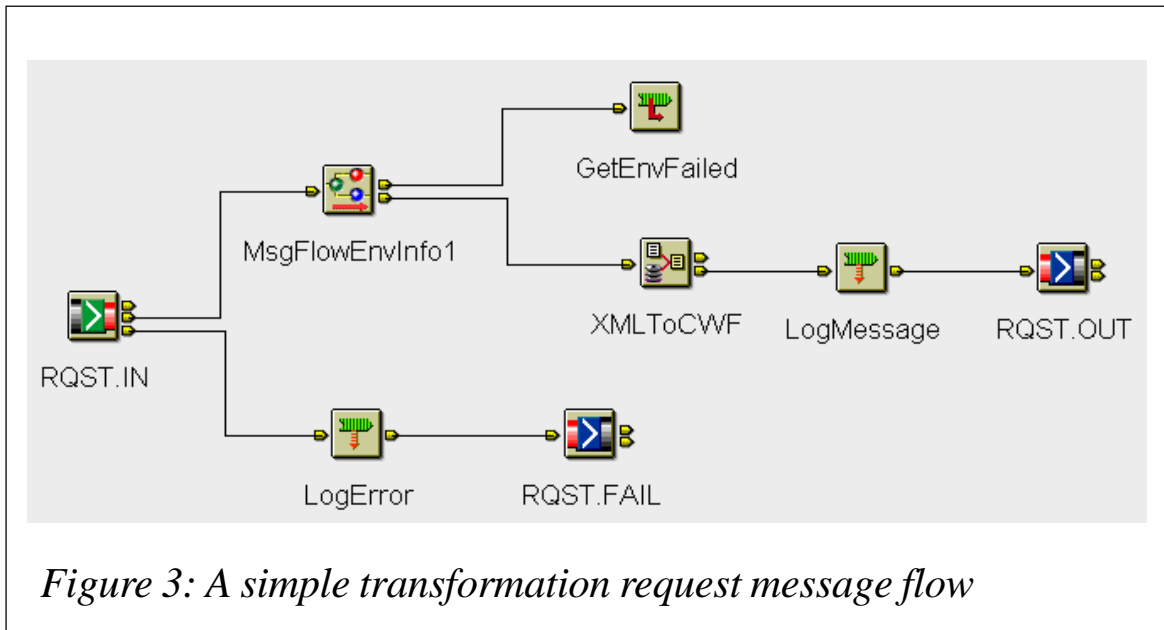 GetEnvFailed
MsgFlowEnvInfo1
XMLToCWF
LogMessage
RQST.OUT
RQST.IN
LogError
RQST.FAIL
Figure 3: A simple transformation request message flow